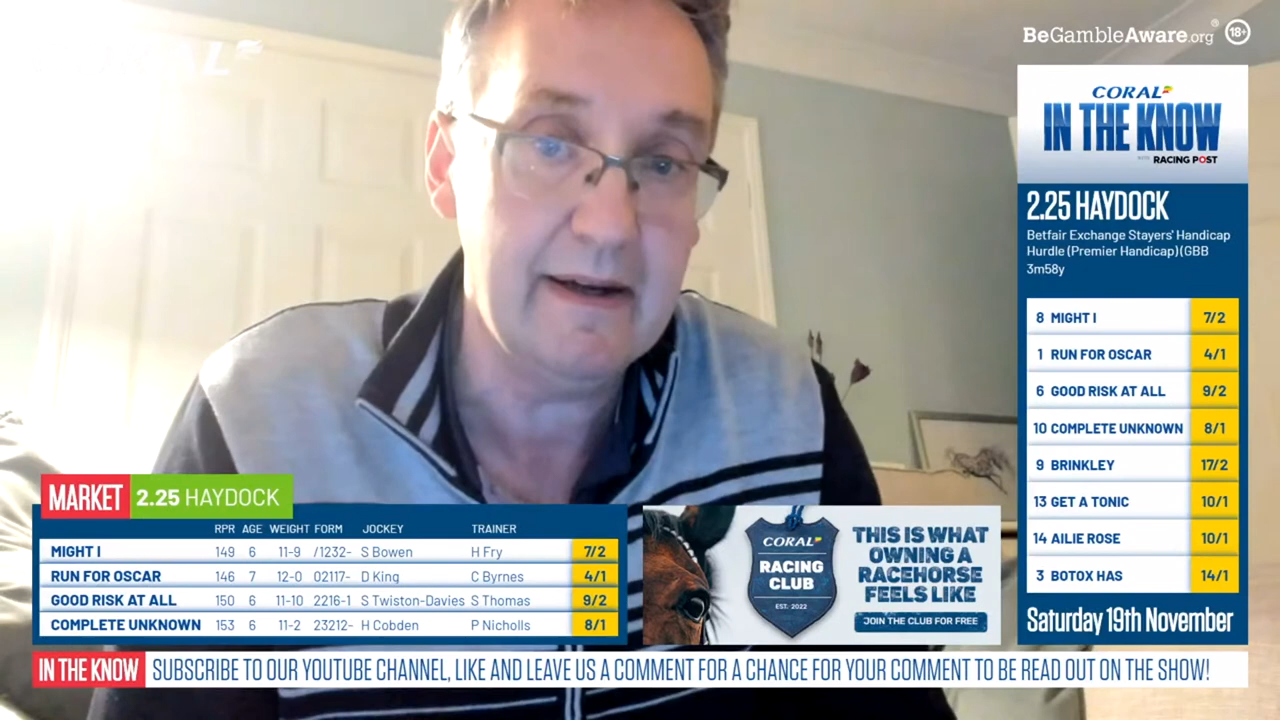 BeGambleAware.org® 18+
CORAL
IN THE KNOW
WITH RACING POST
2.25 HAYDOCK
Betfair Exchange Stayers' Handicap
Hurdle (Premier Handicap) (GBB
3m58y
8 MIGHT I 7/2
1 RUN FOR OSCAR 4/1
6 GOOD RISK AT ALL 9/2
10 COMPLETE UNKNOWN 8/1
9 BRINKLEY 17/2
13 GET A TONIC 10/1
14 AILIE ROSE 10/1
3 BOTOX HAS 14/1
Saturday 19th November
MARKET 2.25 HAYDOCK
RPR AGE WEIGHT FORM JOCKEY TRAINER
MIGHT I 149 6 11-9 /1232- S Bowen H Fry 7/2
RUN FOR OSCAR 146 7 12-0 02117- D King C Byrnes 4/1
GOOD RISK AT ALL 150 6 11-10 2216-1 S Twiston-Davies S Thomas 9/2
COMPLETE UNKNOWN 153 6 11-2 23212- H Cobden P Nicholls 8/1
CORAL
RACING
CLUB
EST. 2022
THIS IS WHAT
OWNING A
RACEHORSE
FEELS LIKE
JOIN THE CLUB FOR FREE
IN THE KNOW SUBSCRIBE TO OUR YOUTUBE CHANNEL, LIKE AND LEAVE US A COMMENT FOR A CHANCE FOR YOUR COMMENT TO BE READ OUT ON THE SHOW!